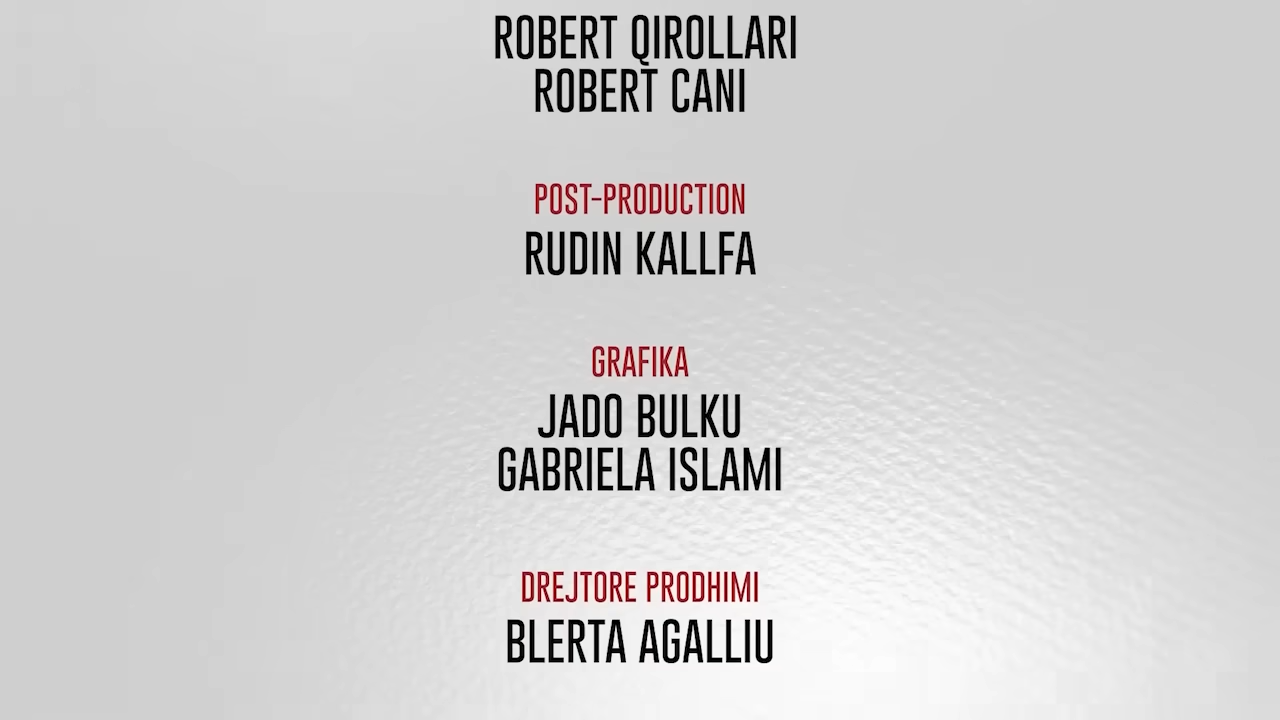 ROBERT QIROLLARI
ROBERT CANI
POST-PRODUCTION
RUDIN KALLFA
GRAFIKA
JADO BULKU
GABRIELA ISLAMI
DREJTORE PRODHIMI
BLERTA AGALLIU